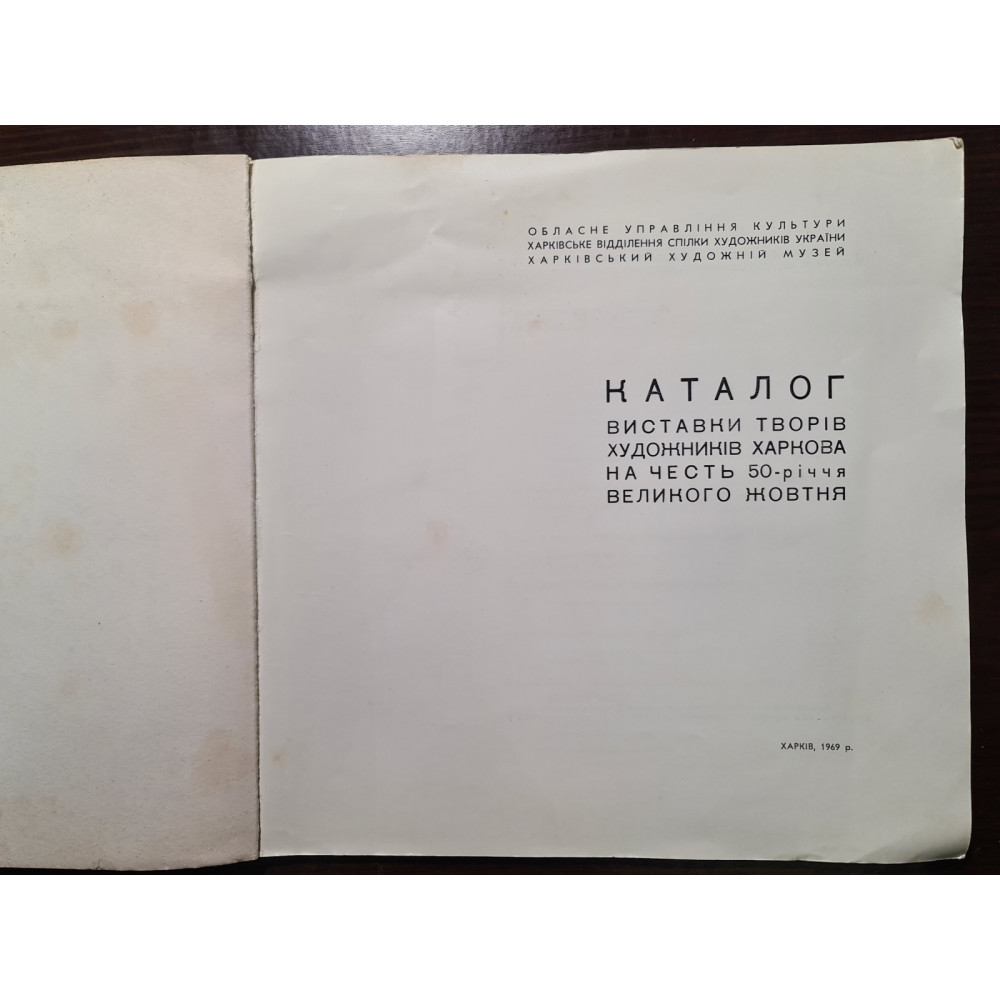 ОБЛАСНЕ УПРАВЛІННЯ КУЛЬТУРИ
ХАРКІВСЬКЕ ВІДДІЛЕННЯ СПІЛКИ ХУДОЖНИКІВ УКРАЇНИ
ХАРКІВСЬКИЙ ХУДОЖНІЙ МУЗЕЙ
КАТАЛОГ
ВИСТАВКИ ТВОРІВ
ХУДОЖНИКІВ ХАРКОВА
НА ЧЕСТЬ 50-річчя
ВЕЛИКОГО ЖОВТНЯ
ХАРКІВ, 1969 р.